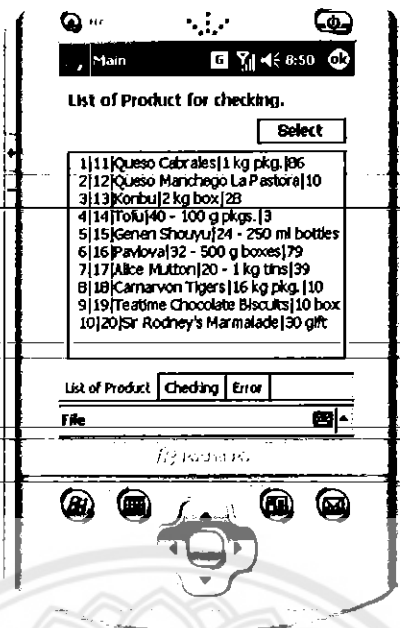 Main G 8:50 ok
List of Product for checking.
Select
1|11|Queso Cabrales|1 kg pkg.|86
2|12|Queso Manchego La Pastora|10
3|13|Konbu|2 kg box|28
4|14|Tofu|40 - 100 g pkgs.|3
5|15|Genen Shouyu|24 - 250 ml bottles
6|16|Pavlova|32 - 500 g boxes|79
7|17|Alice Mutton|20 - 1 kg tins|39
8|18|Carnarvon Tigers|16 kg pkg.|10
9|19|Teatime Chocolate Biscuits|10 box
10|20|Sir Rodney's Marmalade|30 gift
List of Product Checking Error
File